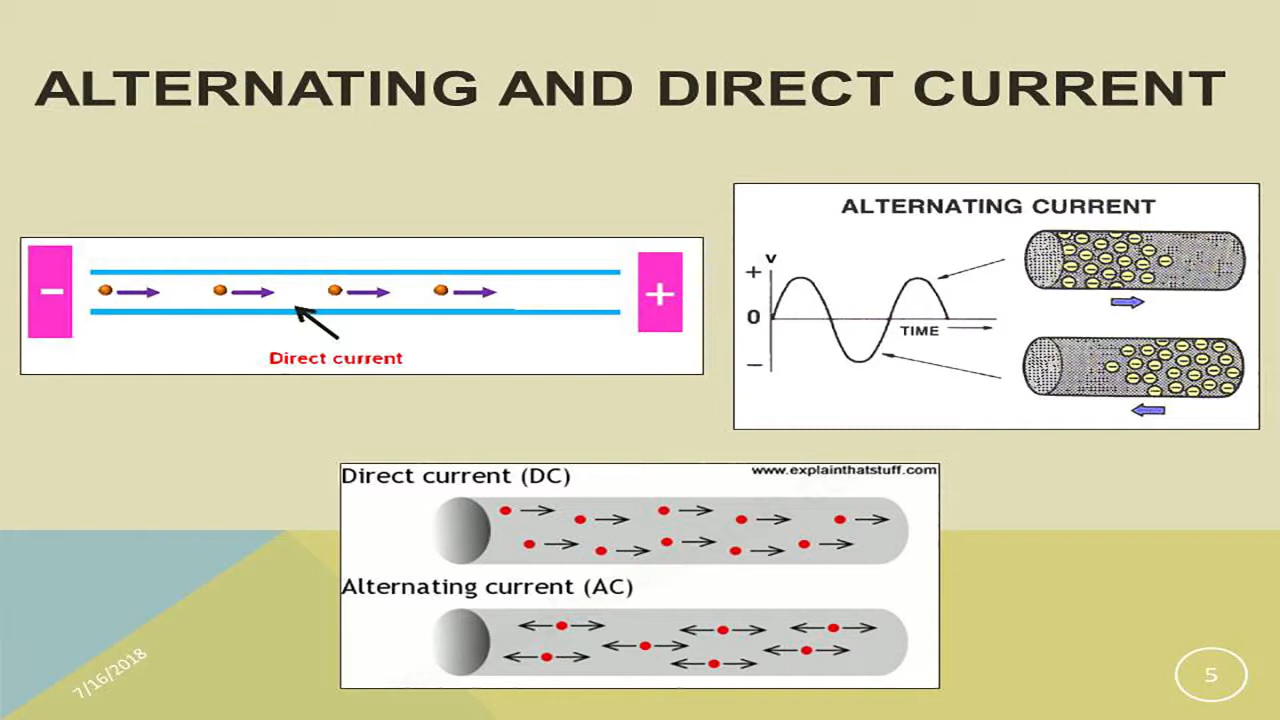 ALTERNATING AND DIRECT CURRENT
-
+
Direct current
ALTERNATING CURRENT
V
+
0
-
TIME
Direct current (DC)
www.explainthatstuff.com
Alternating current (AC)
7/16/2018
5